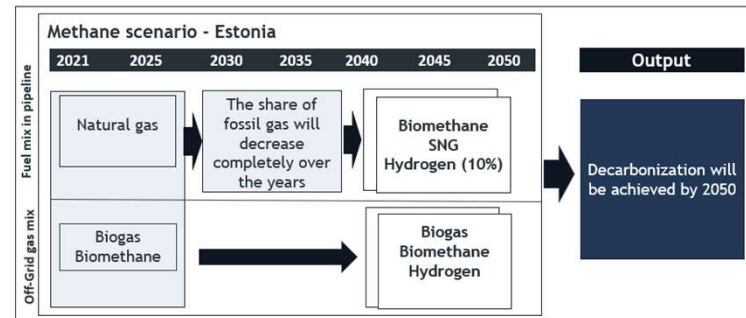 Methane scenario - Estonia
2021 2025 2030 2035 2040 2045 2050
Output
Fuel mix in pipeline
Natural gas
The share of
fossil gas will
decrease
completely over
the years
Biomethane
SNG
Hydrogen (10%)
Decarbonization will
be achieved by 2050
Off-Grid gas mix
Biogas
Biomethane
Biogas
Biomethane
Hydrogen